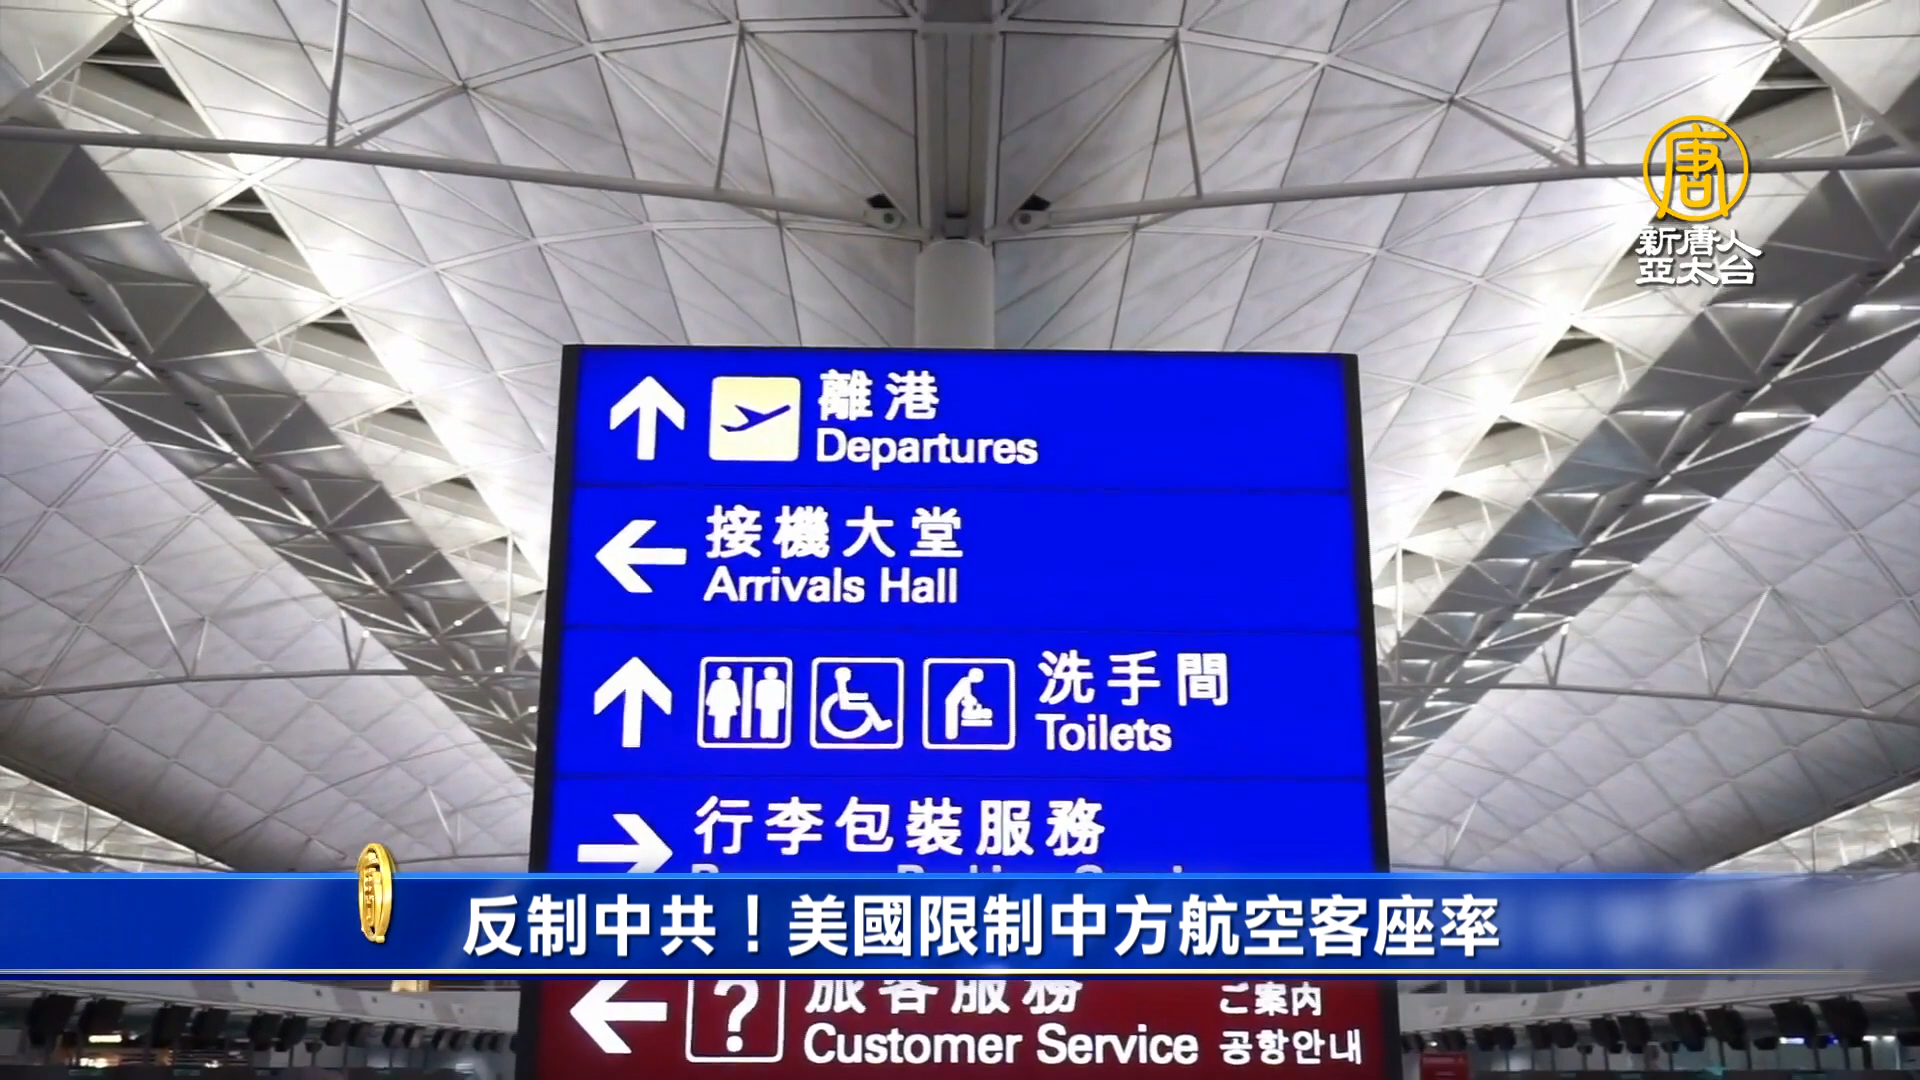 唐
新唐人
亞太台
離港
Departures
接機大堂
Arrivals Hall
洗手間
Toilets
行李包裝服務
反制中共！美國限制中方航空客座率
旅客服務
Customer Service
ご案内
공항안내